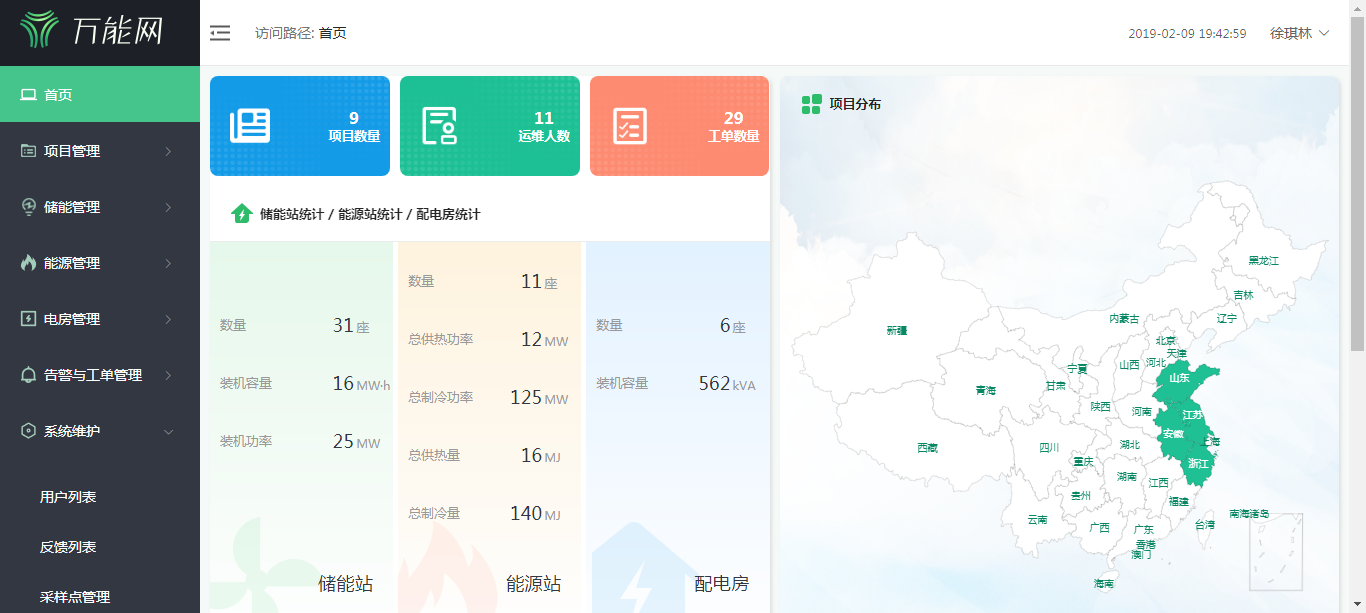 万能网
访问路径: 首页
2019-02-09 19:42:59
徐琪林
首页
项目管理
储能管理
能源管理
电房管理
告警与工单管理
系统维护
用户列表
反馈列表
采样点管理
9
项目数量
11
运维人数
29
工单数量
储能站统计 / 能源站统计 / 配电房统计
数量 31 座
装机容量 16 MW·h
装机功率 25 MW
储能站
数量 11 座
总供热功率 12 MW
总制冷功率 125 MW
总供热量 16 MJ
总制冷量 140 MJ
能源站
数量 6 座
装机容量 562 kVA
配电房
项目分布
黑龙江
吉林
辽宁
内蒙古
新疆
北京
天津
河北
山西
宁夏
山东
甘肃
青海
陕西
河南
江苏
安徽
上海
湖北
四川
西藏
重庆
浙江
湖南
江西
贵州
福建
南海诸岛
云南
台湾
广西
广东
香港
澳门
海南